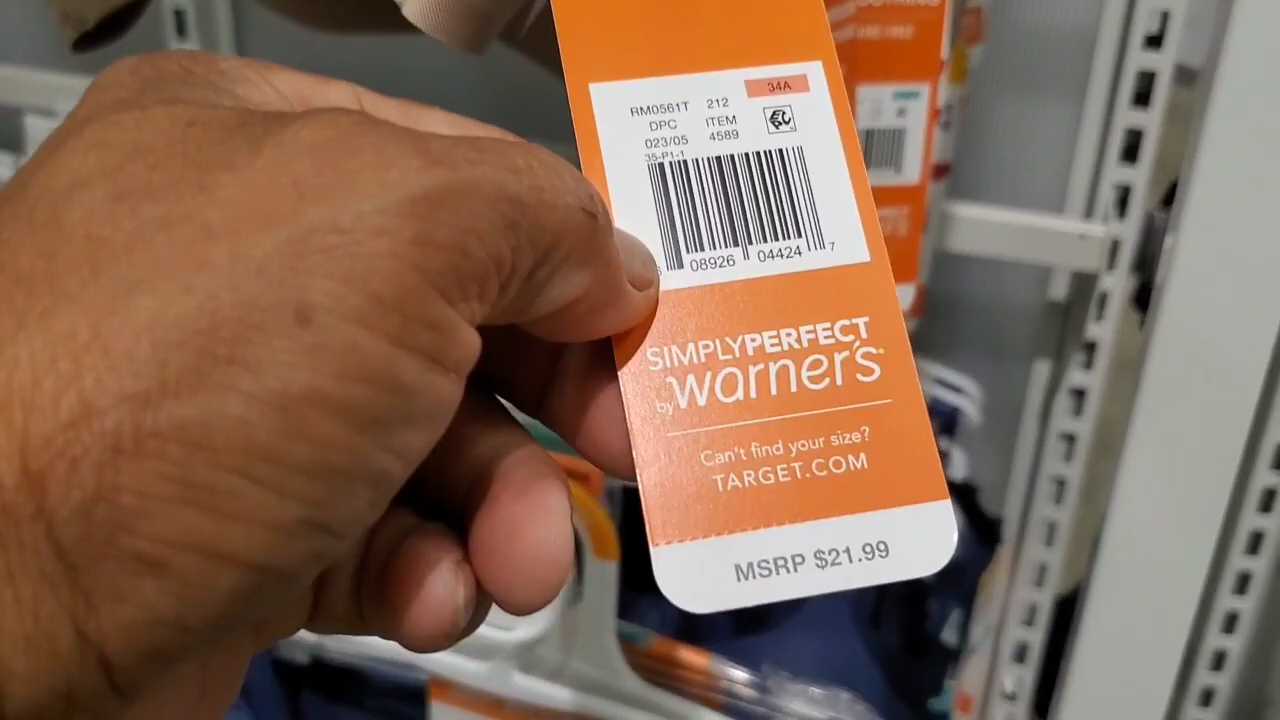 34A
RM0561T 212
DPC ITEM
023/05 4589
35-P1-1
08926 04424 7
SIMPLYPERFECT
by warner's
Can't find your size?
TARGET.COM
MSRP $21.99